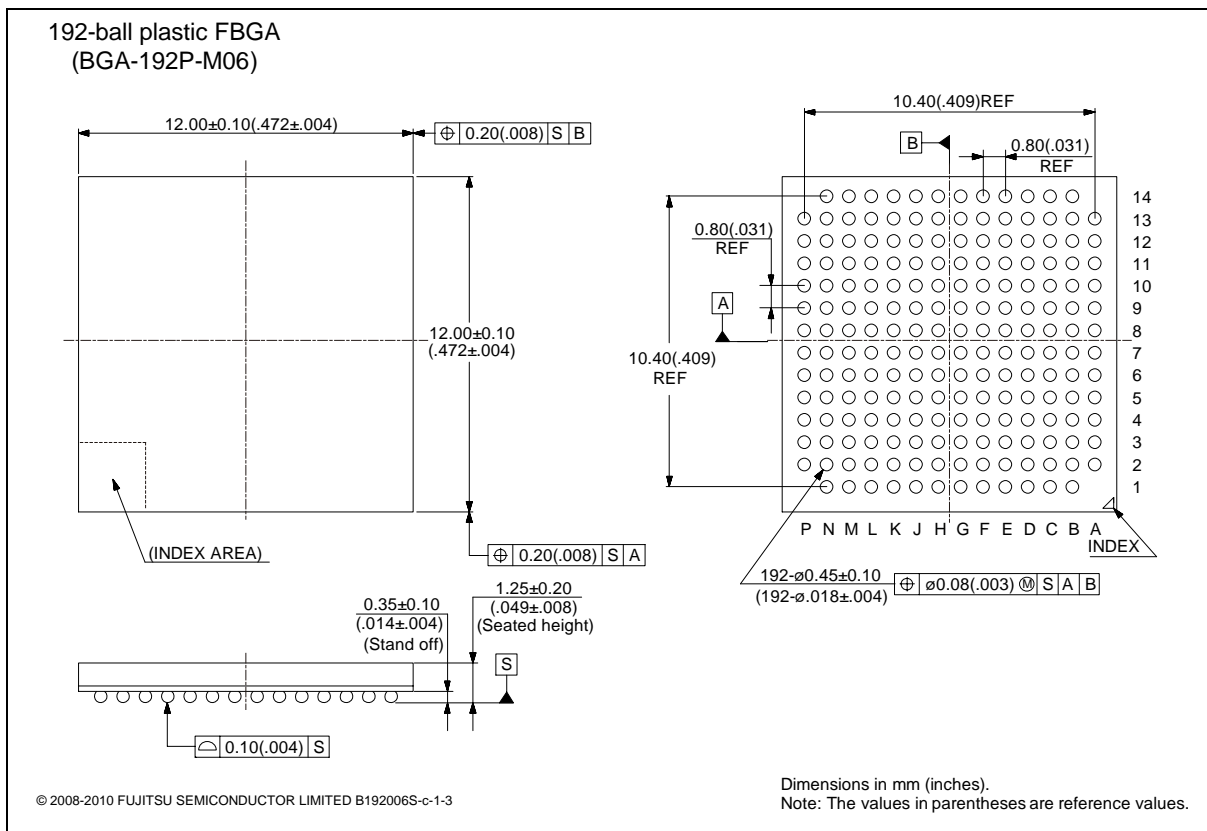 192-ball plastic FBGA
(BGA-192P-M06)
12.00±0.10(.472±.004)
⌖ 0.20(.008) S B
12.00±0.10
(.472±.004)
(INDEX AREA)
⌖ 0.20(.008) S A
10.40(.409)REF
B
0.80(.031)
REF
0.80(.031)
REF
A
10.40(.409)
REF
14
13
12
11
10
9
8
7
6
5
4
3
2
1
P N M L K J H G F E D C B A
INDEX
192-ø0.45±0.10
(192-ø.018±.004)
⌖ ø0.08(.003) Ⓜ S A B
0.35±0.10
(.014±.004)
(Stand off)
1.25±0.20
(.049±.008)
(Seated height)
S
⌓ 0.10(.004) S
© 2008-2010 FUJITSU SEMICONDUCTOR LIMITED B192006S-c-1-3
Dimensions in mm (inches).
Note: The values in parentheses are reference values.